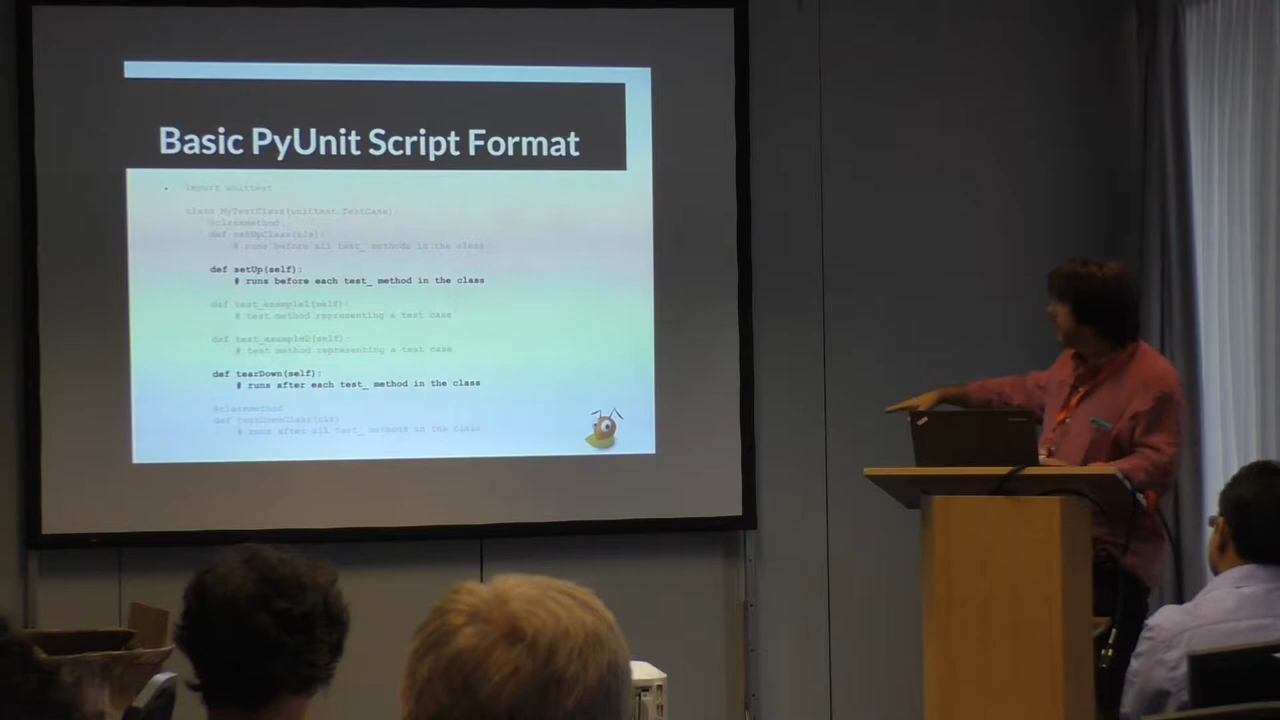 Basic PyUnit Script Format
import unittest
class MyTestClass(unittest.TestCase):
@classmethod
def setUpClass(cls):
# runs before all test_ methods in the class
def setUp(self):
# runs before each test_ method in the class
def test_example1(self):
# test method representing a test case
def test_example2(self):
# test method representing a test case
def tearDown(self):
# runs after each test_ method in the class
@classmethod
def tearDownClass(cls)
# runs after all test_ methods in the class